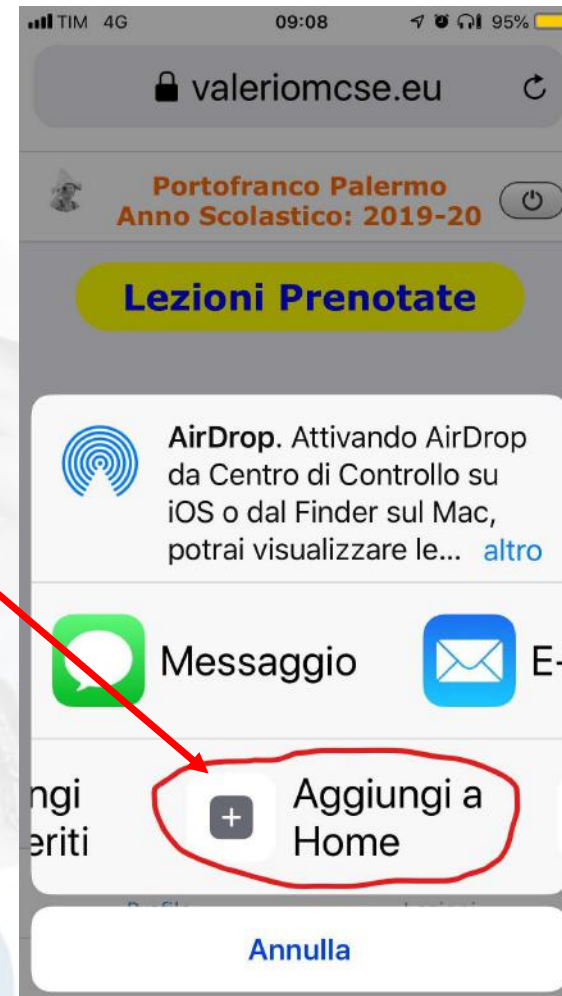 TIM 4G 09:08 95%
valeriomcse.eu
Portofranco Palermo
Anno Scolastico: 2019-20
Lezioni Prenotate
AirDrop. Attivando AirDrop
da Centro di Controllo su
iOS o dal Finder sul Mac,
potrai visualizzare le... altro
Messaggio E-
ngi
eriti
Aggiungi a
Home
Annulla